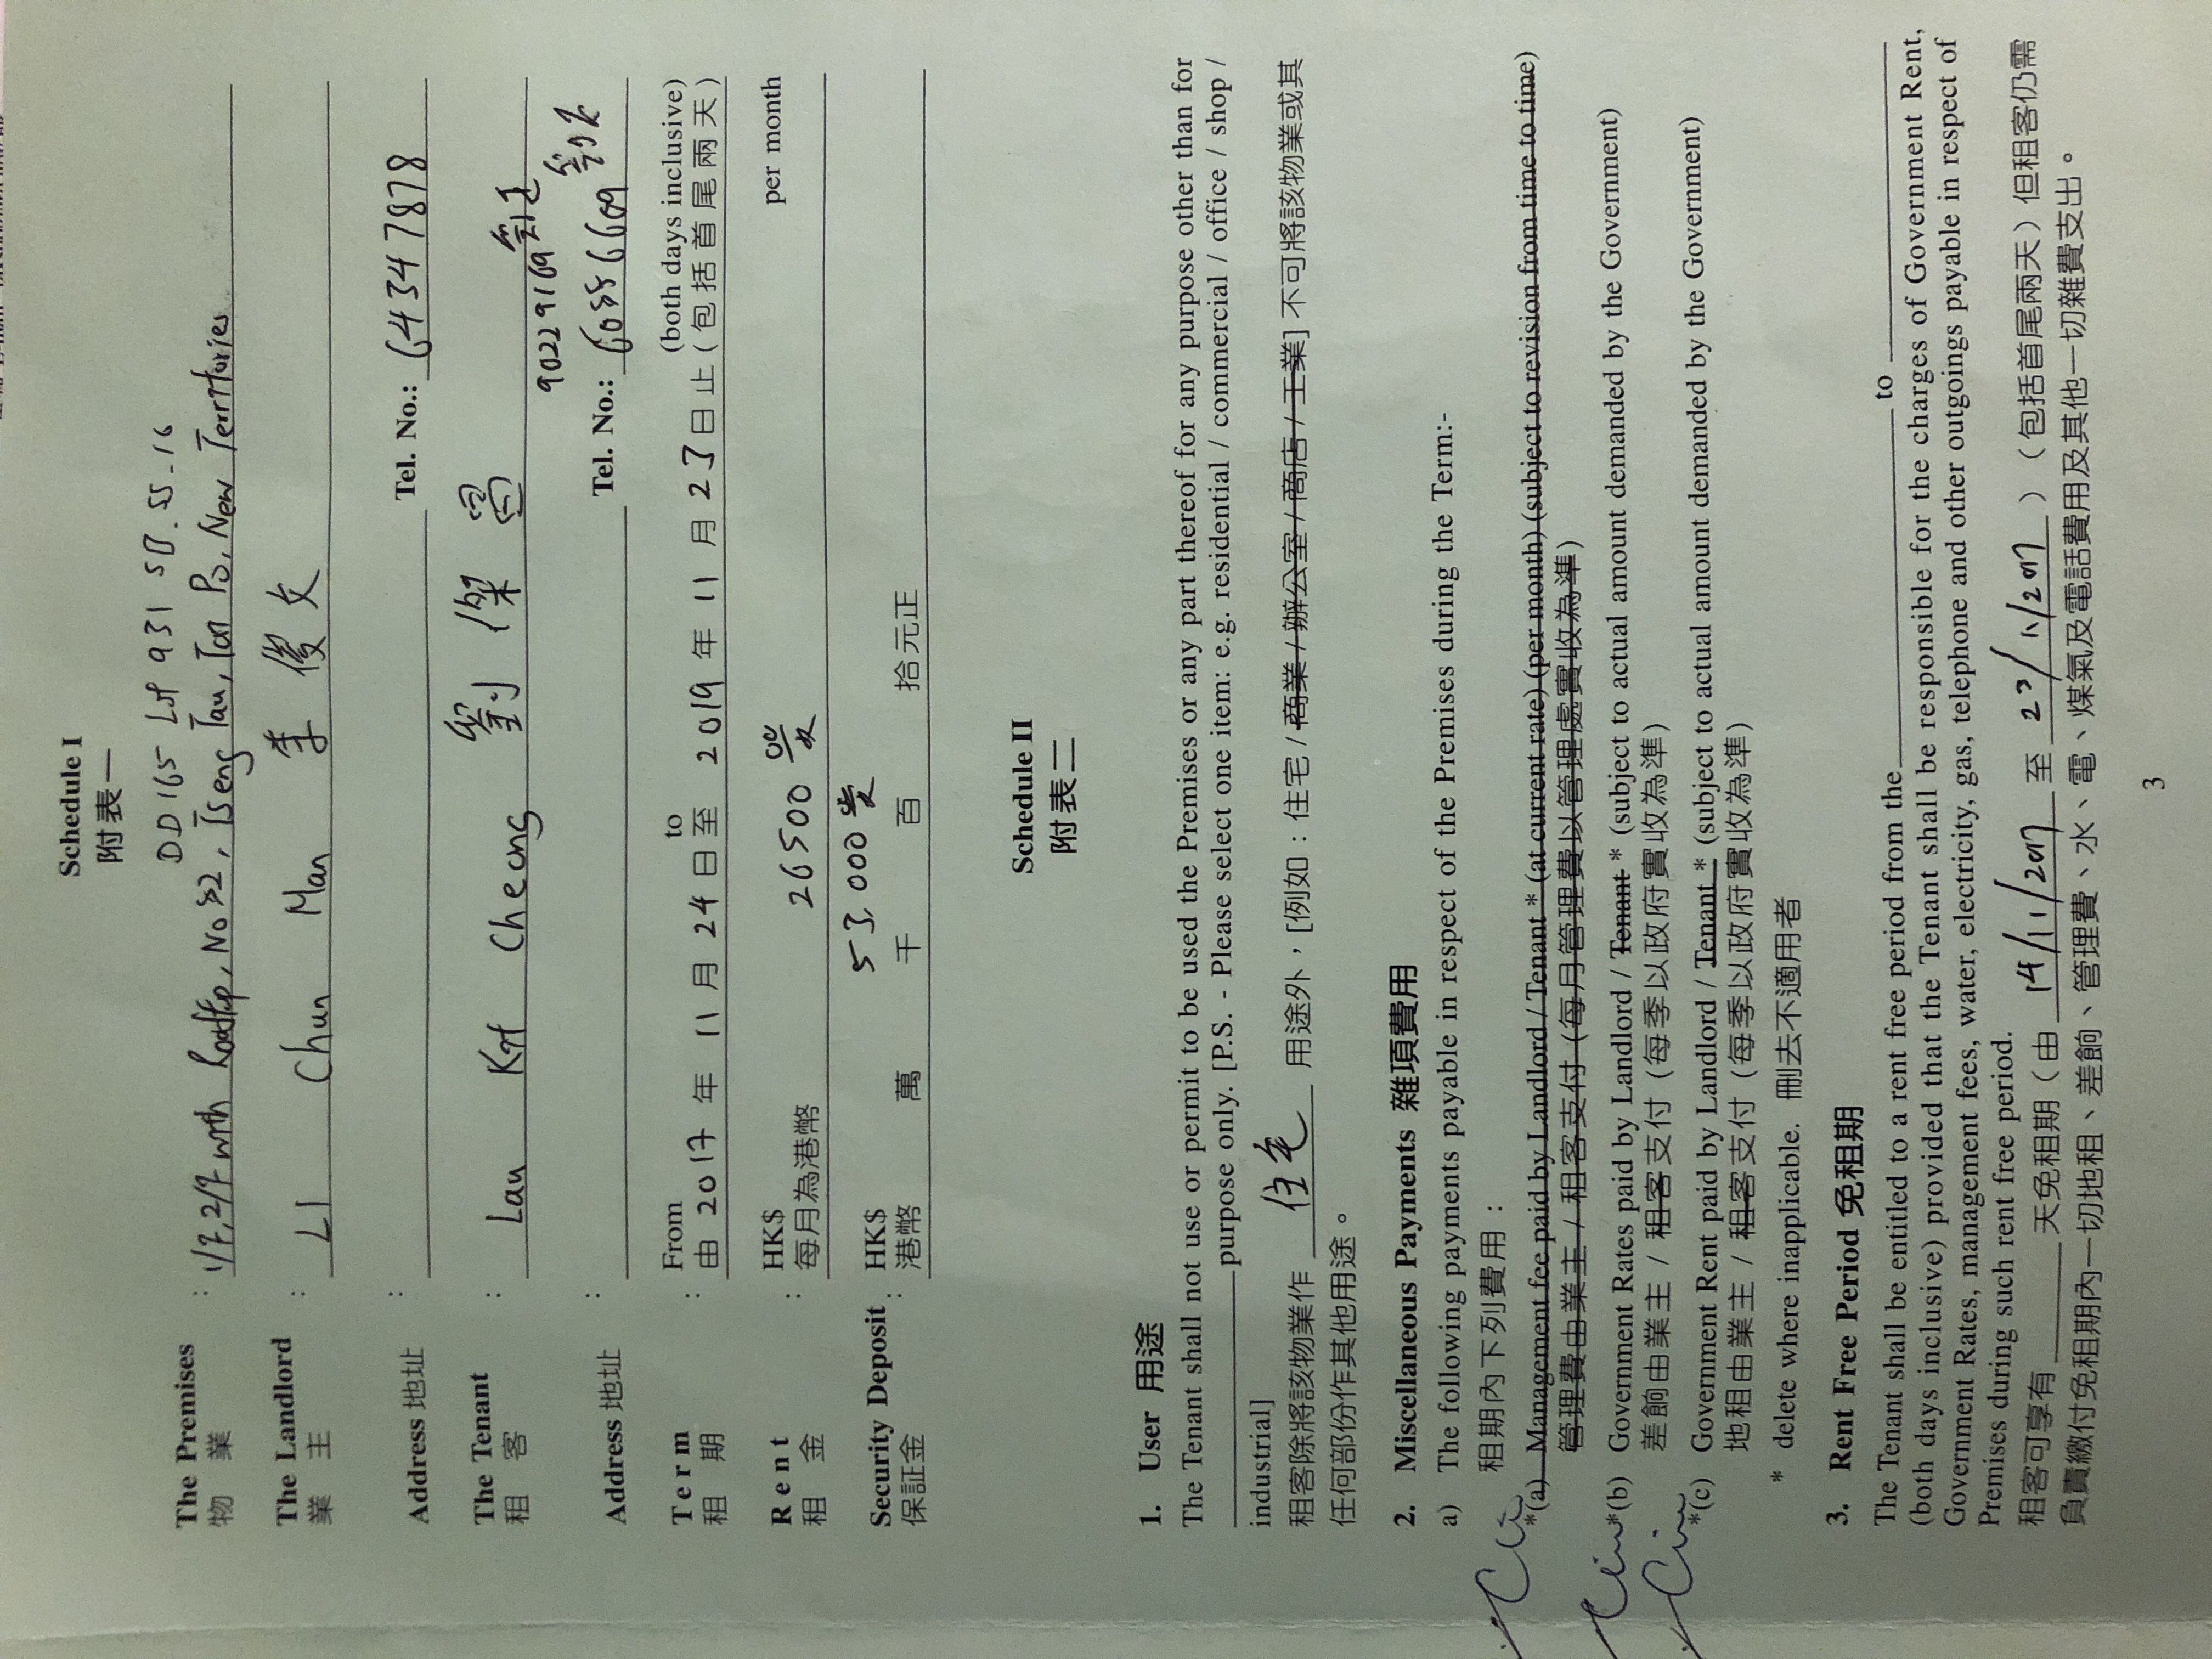 Schedule I
附表一
DD165 Lot 931 SD. SS-16
The Premises : 1/F, 2/F with Rooftop, No 52, Tseng Tau, Tai Po, New Territories
物 業
The Landlord : LI Chun Man 李俊文
業 主
Address 地址 : Tel. No.: 64347878
The Tenant : Lau Kit Cheong 劉傑
租 客
90229169 劉生
Address 地址 : Tel. No.: 60556609
Term : From to (both days inclusive)
租 期 由 2017 年 11 月 24 日至 2019 年 11 月 23 日止(包括首尾兩天)
Rent : HK$ 26500 per month
租 金 每月為港幣
Security Deposit : HK$ 53,000
保証金 港幣 萬 千 百 拾元正
Schedule II
附表二
1. User 用途
The Tenant shall not use or permit to be used the Premises or any part thereof for any purpose other than for
purpose only. [P.S. - Please select one item: e.g. residential / commercial / office / shop /
industrial]
租客除將該物業作 住宅 用途外，[例如：住宅 / 商業 / 辦公室 / 商店 / 工業] 不可將該物業或其
任何部份作其他用途。
2. Miscellaneous Payments 雜項費用
a) The following payments payable in respect of the Premises during the Term:-
租期內下列費用：
*(a) Management fee paid by Landlord / Tenant * (at current rate) (per month) (subject to revision from time to time)
管理費由業主 / 租客支付 (每月管理費以管理處實收為準)
*(b) Government Rates paid by Landlord / Tenant * (subject to actual amount demanded by the Government)
差餉由業主 / 租客支付 (每季以政府實收為準)
*(c) Government Rent paid by Landlord / Tenant * (subject to actual amount demanded by the Government)
地租由業主 / 租客支付 (每季以政府實收為準)
* delete where inapplicable. 刪去不適用者
3. Rent Free Period 免租期
The Tenant shall be entitled to a rent free period from the to
(both days inclusive) provided that the Tenant shall be responsible for the charges of Government Rent,
Government Rates, management fees, water, electricity, gas, telephone and other outgoings payable in respect of
Premises during such rent free period.
租客可享有 天免租期（由 14/11/2017 至 23/11/2017 ）（包括首尾兩天）但租客仍需
負責繳付免租期內一切地租、差餉、管理費、水、電、煤氣及電話費用及其他一切雜費支出。
3